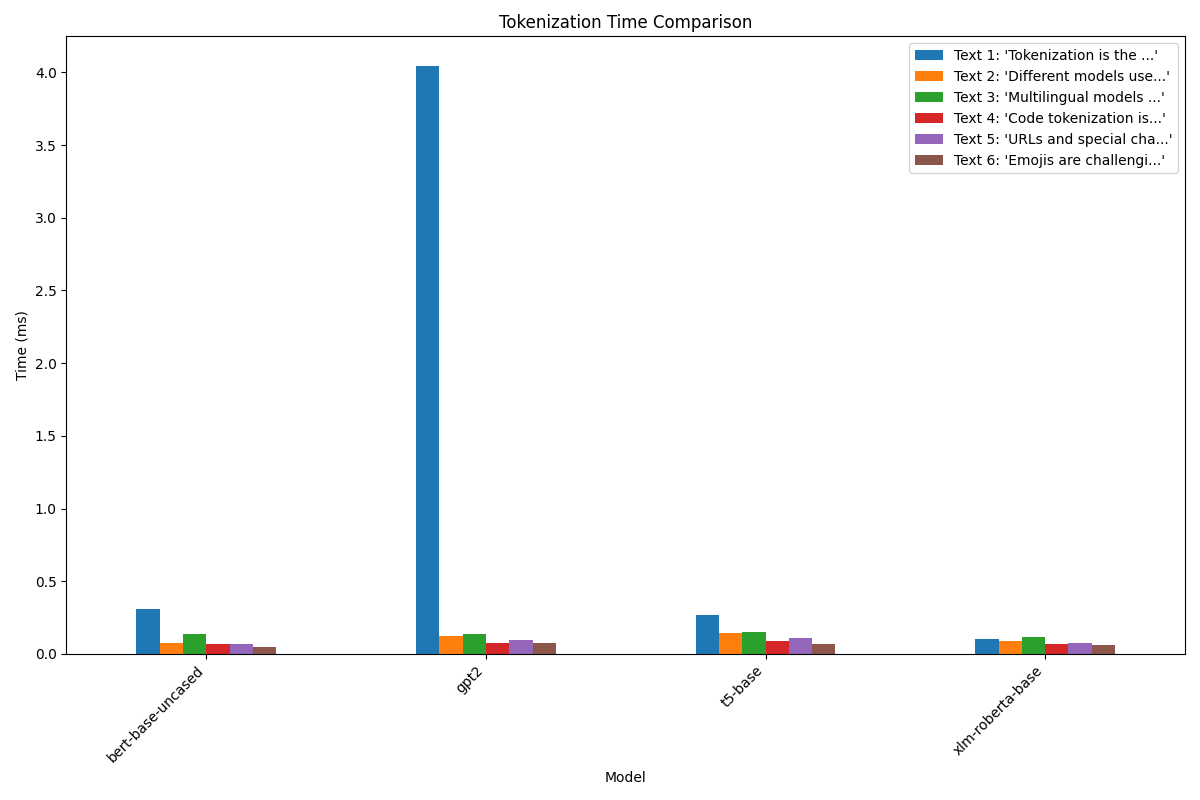 Tokenization Time Comparison
Text 1: 'Tokenization is the ...'
Text 2: 'Different models use...'
Text 3: 'Multilingual models ...'
Text 4: 'Code tokenization is...'
Text 5: 'URLs and special cha...'
Text 6: 'Emojis are challengi...'
Time (ms)
4.0
3.5
3.0
2.5
2.0
1.5
1.0
0.5
0.0
bert-base-uncased
gpt2
t5-base
xlm-roberta-base
Model